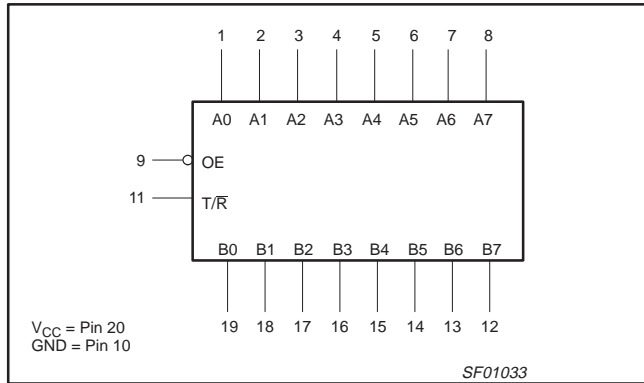 1 2 3 4 5 6 7 8
A0 A1 A2 A3 A4 A5 A6 A7
9 OE
11 T/R̅
B0 B1 B2 B3 B4 B5 B6 B7
19 18 17 16 15 14 13 12
VCC = Pin 20
GND = Pin 10
SF01033